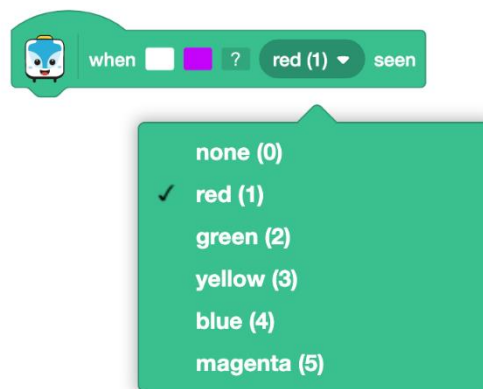 when ? red (1) seen
none (0)
✓ red (1)
green (2)
yellow (3)
blue (4)
magenta (5)